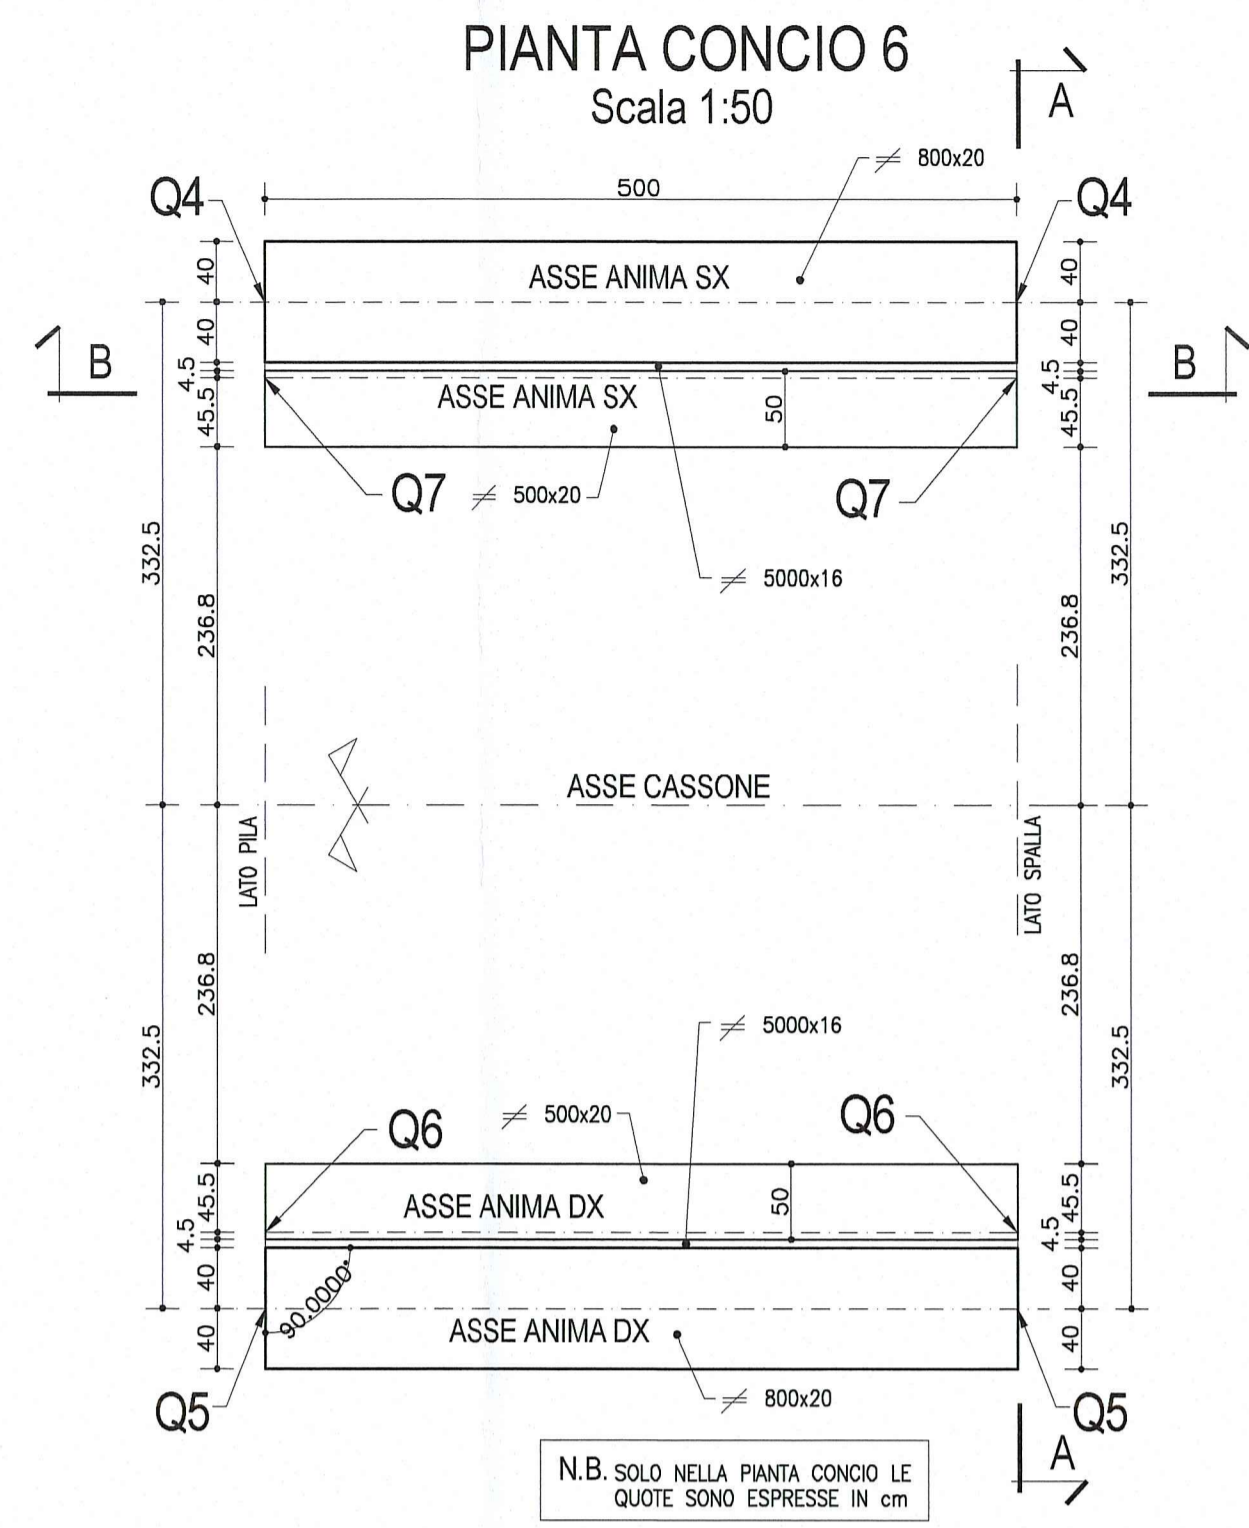 PIANTA CONCIO 6
Scala 1:50
A
800x20
500
Q4
Q4
40
40
ASSE ANIMA SX
40
40
B
B
4.5
4.5
ASSE ANIMA SX
50
45.5
45.5
Q7
500x20
Q7
5000x16
332.5
332.5
236.8
236.8
ASSE CASSONE
LATO PILA
LATO SPALLA
236.8
236.8
332.5
332.5
5000x16
500x20
Q6
Q6
45.5
45.5
ASSE ANIMA DX
50
4.5
4.5
40
40
90.0000°
ASSE ANIMA DX
40
40
Q5
800x20
Q5
A
N.B. SOLO NELLA PIANTA CONCIO LE
QUOTE SONO ESPRESSE IN cm